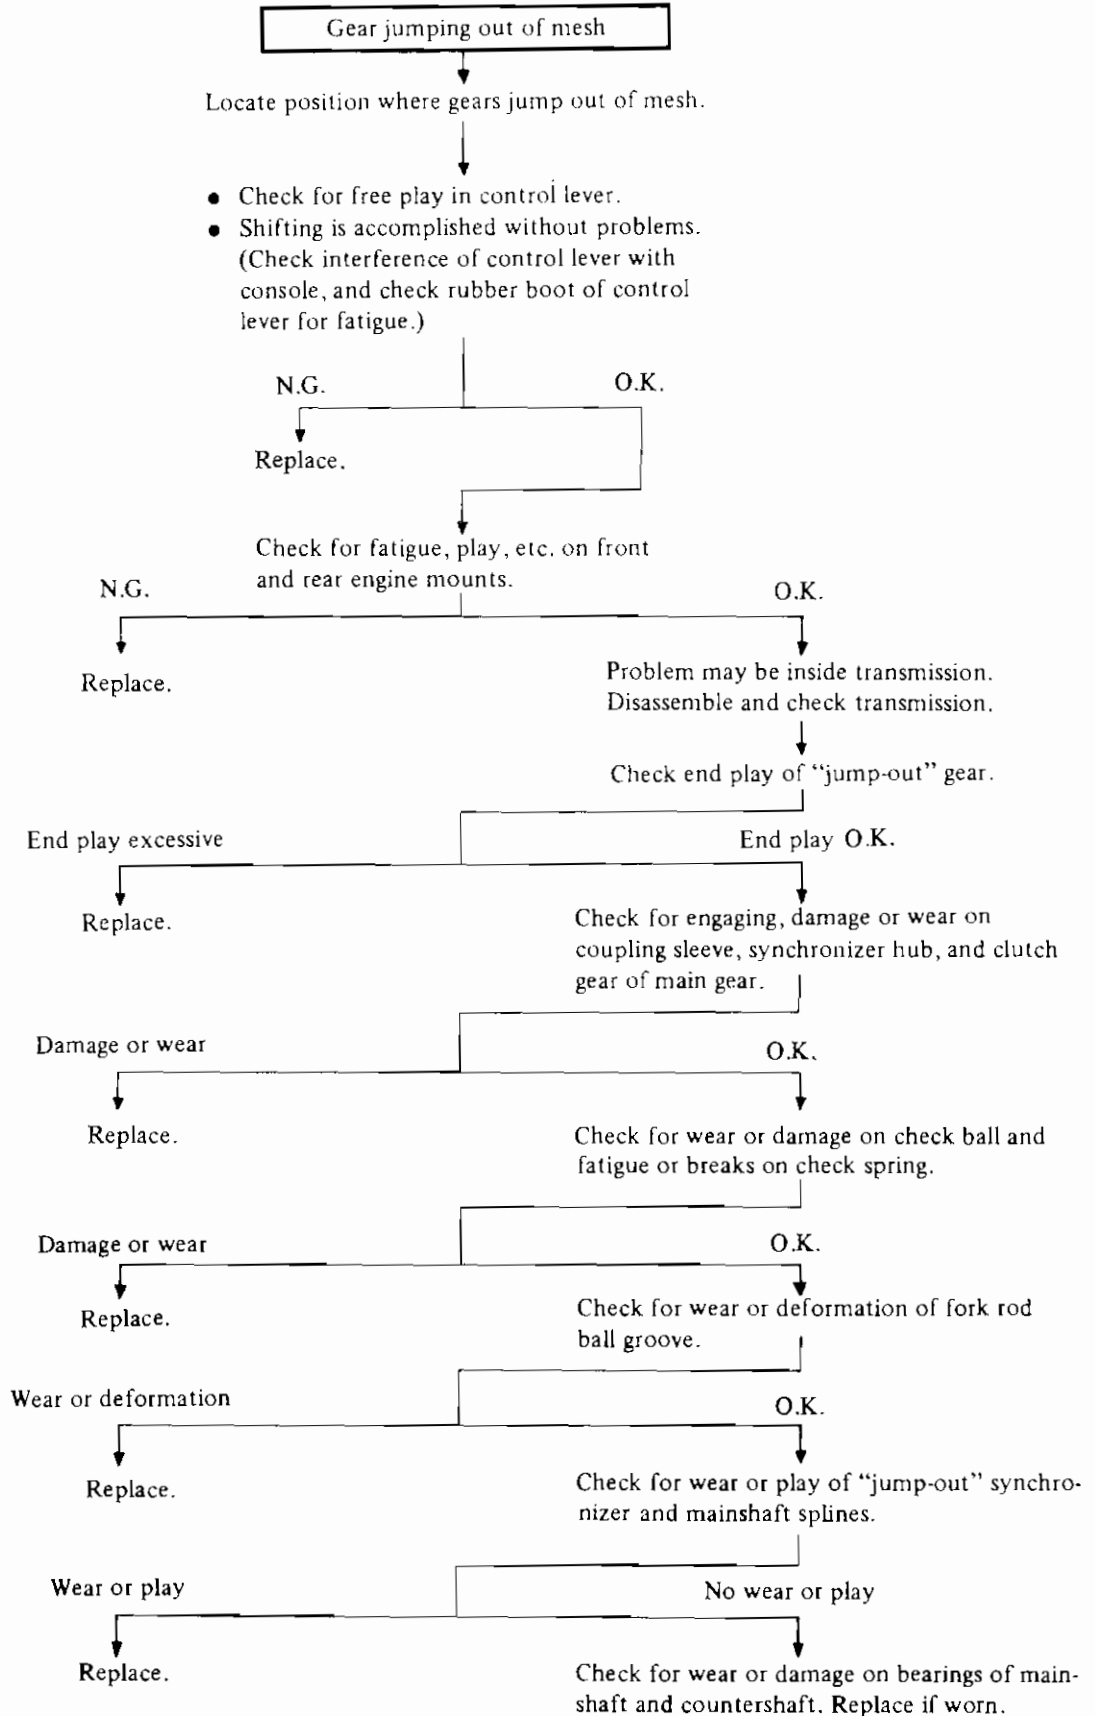 Gear jumping out of mesh
Locate position where gears jump out of mesh.
● Check for free play in control lever.
● Shifting is accomplished without problems.
(Check interference of control lever with
console, and check rubber boot of control
lever for fatigue.)
N.G.
O.K.
Replace.
Check for fatigue, play, etc. on front
and rear engine mounts.
N.G.
O.K.
Replace.
Problem may be inside transmission.
Disassemble and check transmission.
Check end play of “jump-out” gear.
End play excessive
End play O.K.
Replace.
Check for engaging, damage or wear on
coupling sleeve, synchronizer hub, and clutch
gear of main gear.
Damage or wear
O.K.
Replace.
Check for wear or damage on check ball and
fatigue or breaks on check spring.
Damage or wear
O.K.
Replace.
Check for wear or deformation of fork rod
ball groove.
Wear or deformation
O.K.
Replace.
Check for wear or play of “jump-out” synchro-
nizer and mainshaft splines.
Wear or play
No wear or play
Replace.
Check for wear or damage on bearings of main-
shaft and countershaft. Replace if worn.